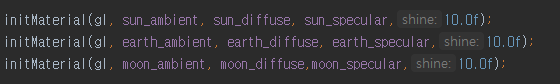 initMaterial(gl, sun_ambient, sun_diffuse, sun_specular, shine: 10.0f);
initMaterial(gl, earth_ambient, earth_diffuse, earth_specular, shine: 10.0f);
initMaterial(gl, moon_ambient, moon_diffuse,moon_specular, shine: 10.0f);